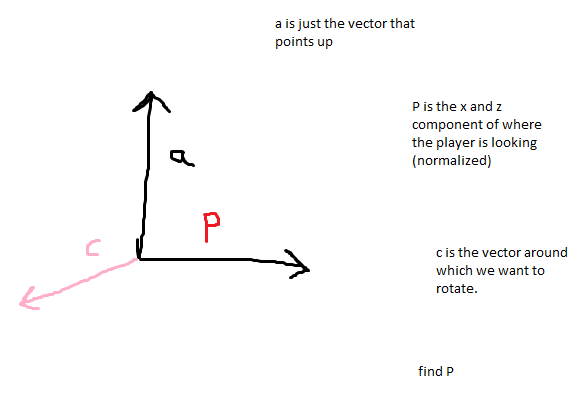 a is just the vector that
points up
P is the x and z
component of where
the player is looking
(normalized)
a
P
c
c is the vector around
which we want to
rotate.
find P